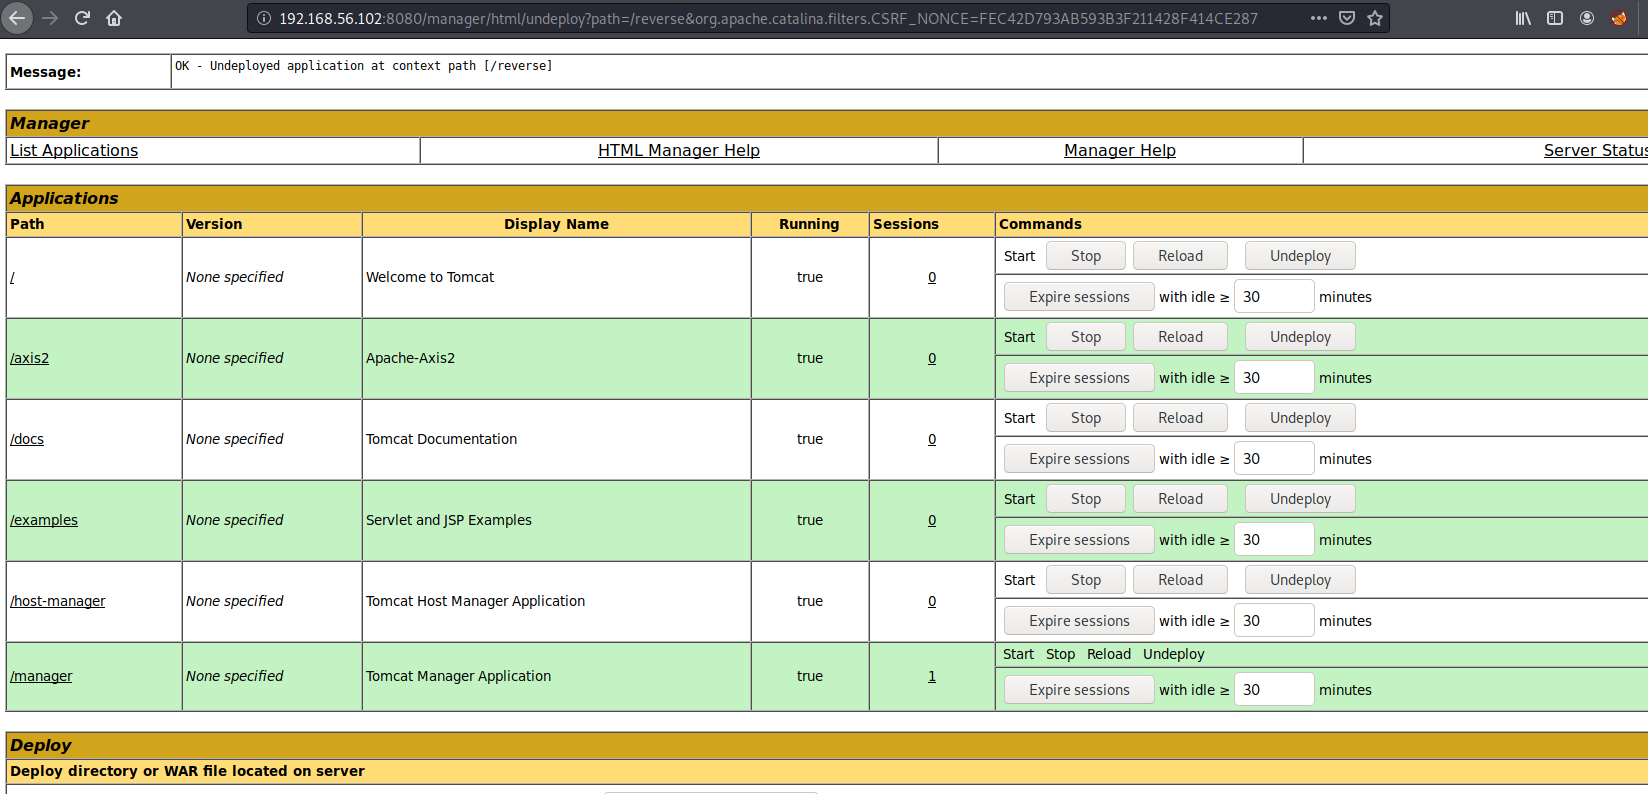 192.168.56.102:8080/manager/html/undeploy?path=/reverse&org.apache.catalina.filters.CSRF_NONCE=FEC42D793AB593B3F211428F414CE287
Message: OK - Undeployed application at context path [/reverse]
Manager
List Applications HTML Manager Help Manager Help Server Status
Applications
Path Version Display Name Running Sessions Commands
Start Stop Reload Undeploy
/ None specified Welcome to Tomcat true 0
Expire sessions with idle ≥ 30 minutes
Start Stop Reload Undeploy
/axis2 None specified Apache-Axis2 true 0
Expire sessions with idle ≥ 30 minutes
Start Stop Reload Undeploy
/docs None specified Tomcat Documentation true 0
Expire sessions with idle ≥ 30 minutes
Start Stop Reload Undeploy
/examples None specified Servlet and JSP Examples true 0
Expire sessions with idle ≥ 30 minutes
Start Stop Reload Undeploy
/host-manager None specified Tomcat Host Manager Application true 0
Expire sessions with idle ≥ 30 minutes
Start Stop Reload Undeploy
/manager None specified Tomcat Manager Application true 1
Expire sessions with idle ≥ 30 minutes
Deploy
Deploy directory or WAR file located on server